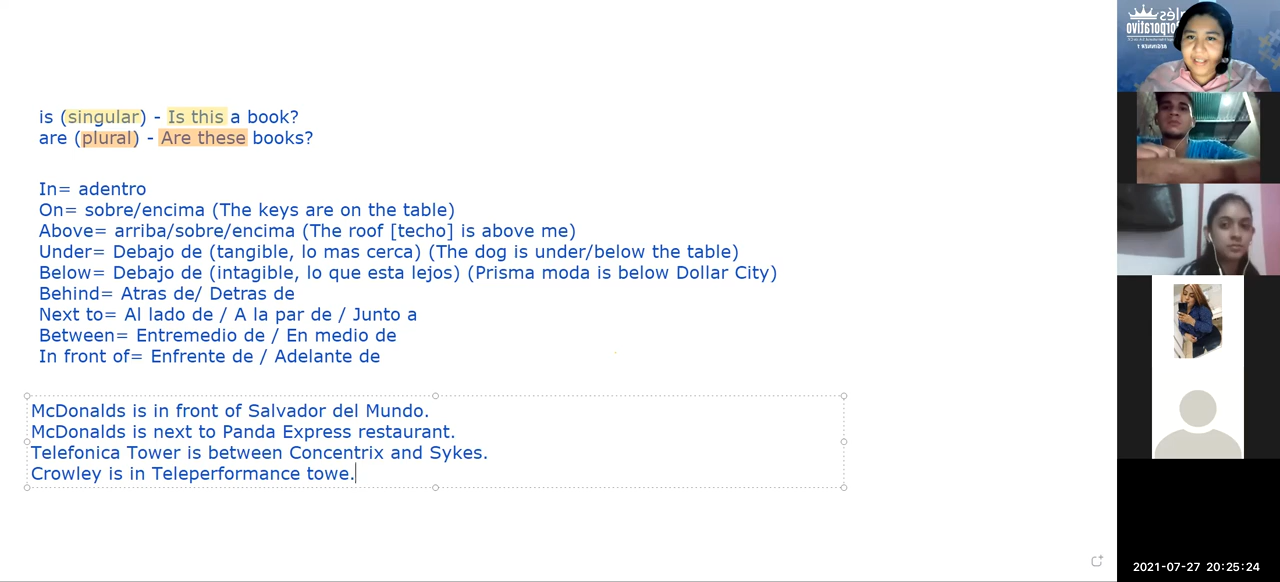 is (singular) - Is this a book?
are (plural) - Are these books?
In= adentro
On= sobre/encima (The keys are on the table)
Above= arriba/sobre/encima (The roof [techo] is above me)
Under= Debajo de (tangible, lo mas cerca) (The dog is under/below the table)
Below= Debajo de (intagible, lo que esta lejos) (Prisma moda is below Dollar City)
Behind= Atras de/ Detras de
Next to= Al lado de / A la par de / Junto a
Between= Entremedio de / En medio de
In front of= Enfrente de / Adelante de
McDonalds is in front of Salvador del Mundo.
McDonalds is next to Panda Express restaurant.
Telefonica Tower is between Concentrix and Sykes.
Crowley is in Teleperformance towe.
2021-07-27 20:25:24